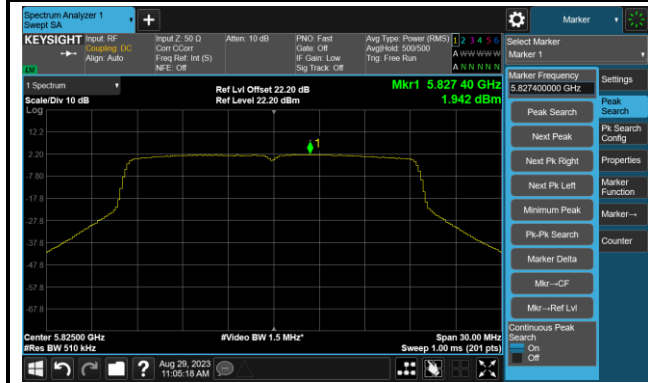 Spectrum Analyzer 1
Swept SA
Marker
KEYSIGHT
Input: RF
Coupling: DC
Align: Auto
Input Z: 50 Ω
Corr CCorr
Freq Ref: Int (S)
NFE: Off
Atten: 10 dB
PNO: Fast
Gate: Off
IF Gain: Low
Sig Track: Off
Avg Type: Power (RMS)
Avg|Hold: 500/500
Trig: Free Run
1 2 3 4 5 6
A W W W W W
A N N N N N
Select Marker
Marker 1
1 Spectrum
Scale/Div 10 dB
Log
Ref Lvl Offset 22.20 dB
Ref Level 22.20 dBm
Mkr1 5.827 40 GHz
1.942 dBm
12.2
2.20
-7.80
-17.8
-27.8
-37.8
-47.8
-57.8
-67.8
1
Center 5.82500 GHz
#Res BW 510 kHz
#Video BW 1.5 MHz*
Span 30.00 MHz
Sweep 1.00 ms (201 pts)
Marker Frequency
5.827400000 GHz
Peak Search
Next Peak
Next Pk Right
Next Pk Left
Minimum Peak
Pk-Pk Search
Marker Delta
Mkr→CF
Mkr→Ref Lvl
Continuous Peak
Search
On
Off
Settings
Peak
Search
Pk Search
Config
Properties
Marker
Function
Marker→
Counter
Aug 29, 2023
11:05:18 AM